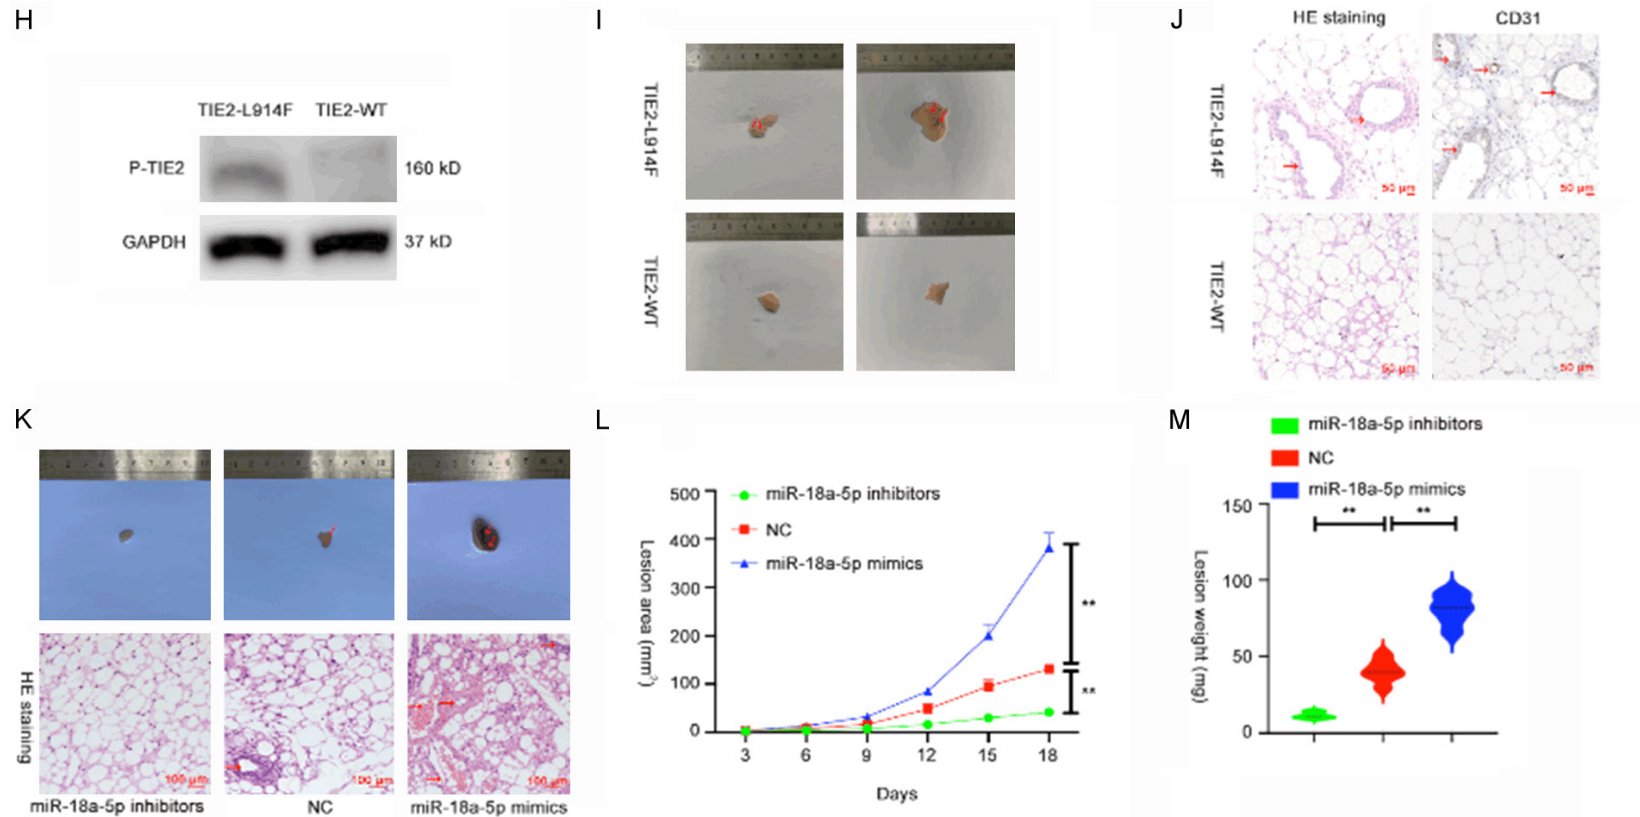 H
TIE2-L914F TIE2-WT
P-TIE2
160 kD
GAPDH
37 kD
I
TIE2-L914F
TIE2-WT
J
HE staining CD31
TIE2-L914F
50 μm
50 μm
TIE2-WT
50 μm
50 μm
K
HE staining
100 μm
100 μm
100 μm
miR-18a-5p inhibitors NC miR-18a-5p mimics
L
miR-18a-5p inhibitors
NC
miR-18a-5p mimics
Lesion area (mm²)
500
400
300
200
100
0
**
**
3 6 9 12 15 18
Days
M
miR-18a-5p inhibitors
NC
miR-18a-5p mimics
** **
Lesion weight (mg)
150
100
50
0